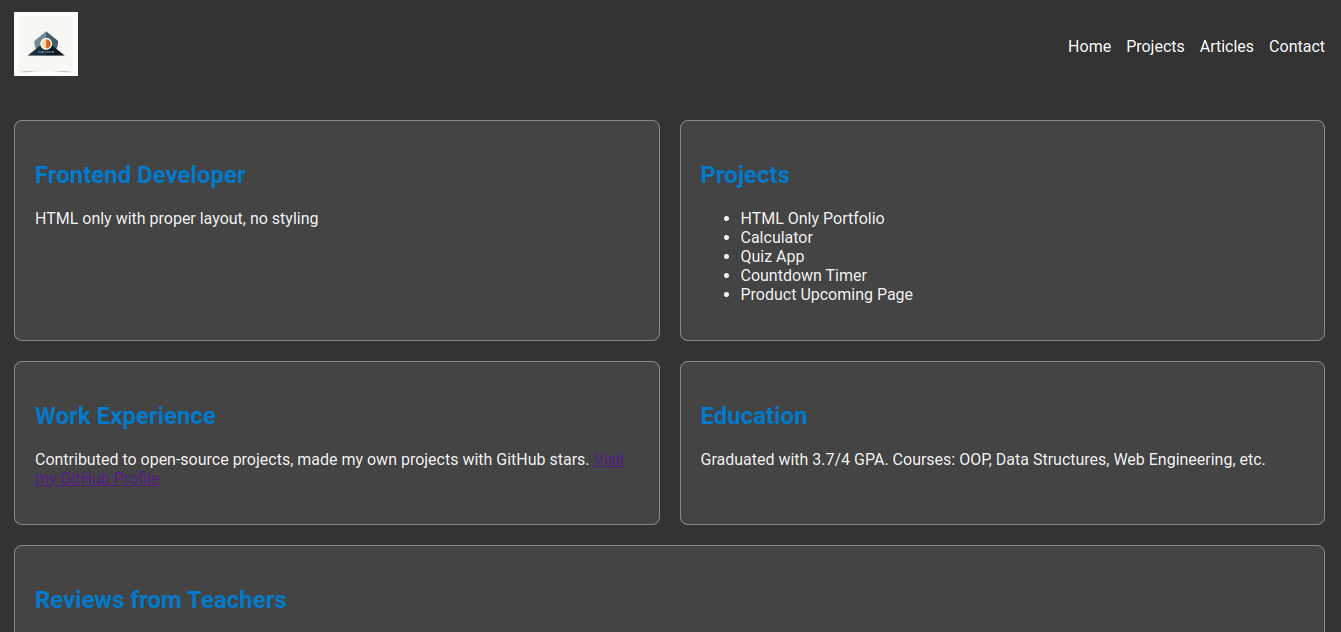 Home Projects Articles Contact
Frontend Developer
HTML only with proper layout, no styling
Projects
HTML Only Portfolio
Calculator
Quiz App
Countdown Timer
Product Upcoming Page
Work Experience
Contributed to open-source projects, made my own projects with GitHub stars. Visit
my GitHub Profile
Education
Graduated with 3.7/4 GPA. Courses: OOP, Data Structures, Web Engineering, etc.
Reviews from Teachers